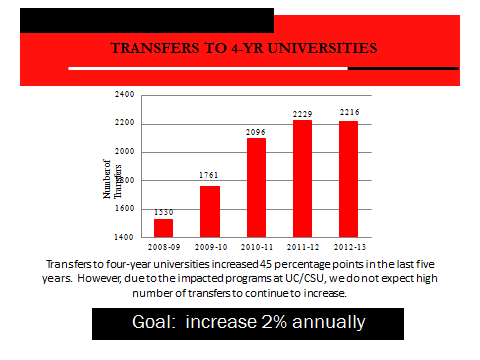 TRANSFERS TO 4-YR UNIVERSITIES
2400
2200
2000
1800
1600
1400
Number of
Transfers
1530
1761
2096
2229
2216
2008-09
2009-10
2010-11
2011-12
2012-13
Transfers to four-year universities increased 45 percentage points in the last five
years. However, due to the impacted programs at UC/CSU, we do not expect high
number of transfers to continue to increase.
Goal: increase 2% annually